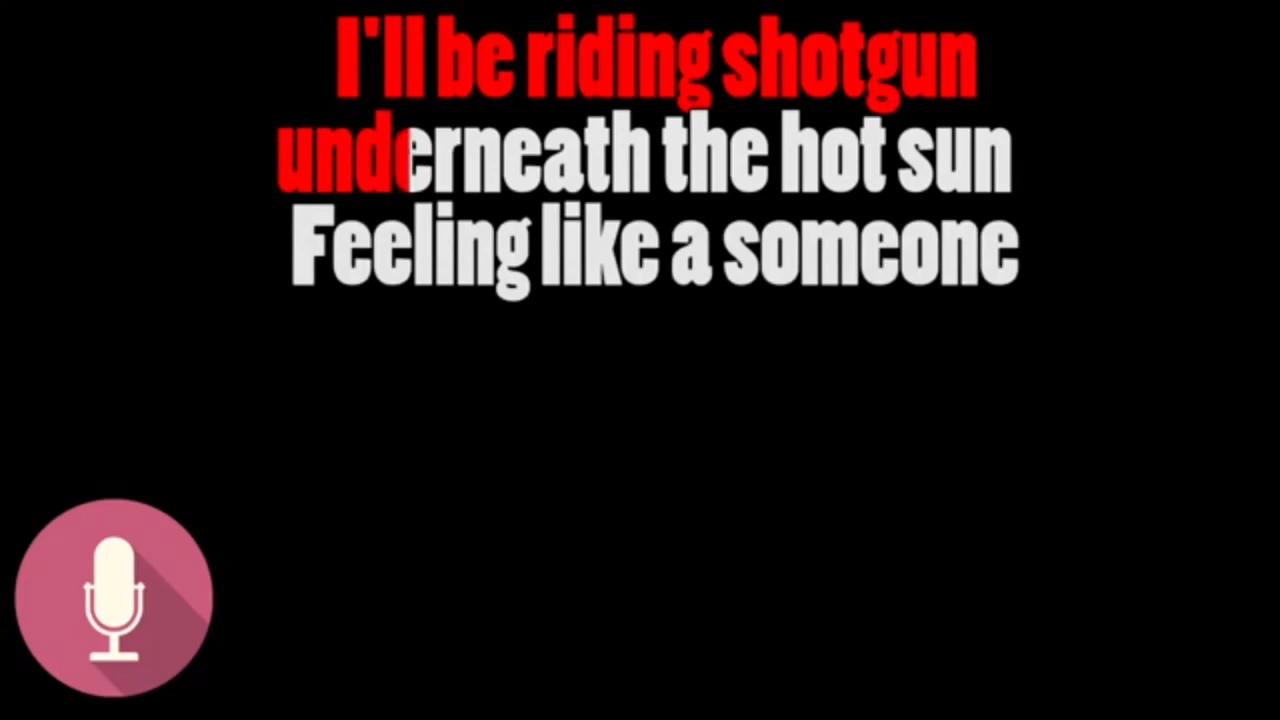 I'll be riding shotgun
underneath the hot sun
Feeling like a someone